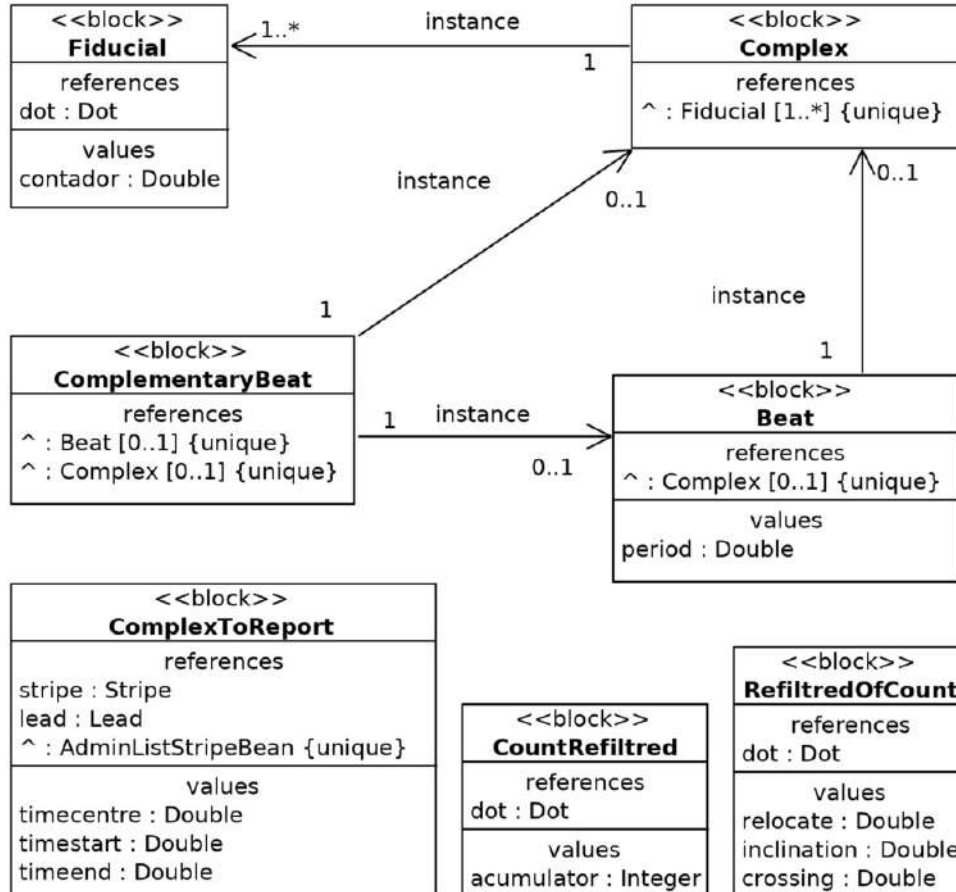 <<block>>
Fiducial
references
dot : Dot
values
contador : Double
1..*
instance
1
<<block>>
Complex
references
^ : Fiducial [1..*] {unique}
instance
0..1
1
0..1
instance
1
<<block>>
ComplementaryBeat
references
^ : Beat [0..1] {unique}
^ : Complex [0..1] {unique}
1
instance
0..1
<<block>>
Beat
references
^ : Complex [0..1] {unique}
values
period : Double
<<block>>
ComplexToReport
references
stripe : Stripe
lead : Lead
^ : AdminListStripeBean {unique}
values
timecentre : Double
timestart : Double
timeend : Double
<<block>>
CountRefiltred
references
dot : Dot
values
acumulator : Integer
<<block>>
RefiltredOfCount
references
dot : Dot
values
relocate : Double
inclination : Double
crossing : Double